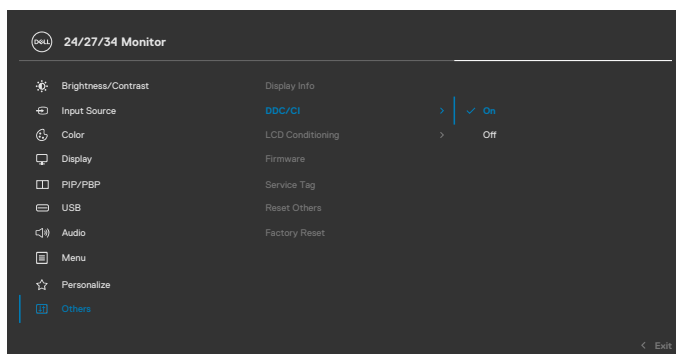 DELL 24/27/34 Monitor
Brightness/Contrast Display Info
Input Source DDC/CI > ✓ On
Color LCD Conditioning > Off
Display Firmware
PIP/PBP Service Tag
USB Reset Others
Audio Factory Reset
Menu
Personalize
Others
< Exit